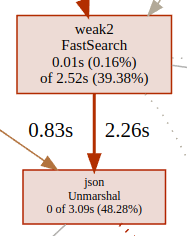 weak2
FastSearch
0.01s (0.16%)
of 2.52s (39.38%)
0.83s
2.26s
json
Unmarshal
0 of 3.09s (48.28%)